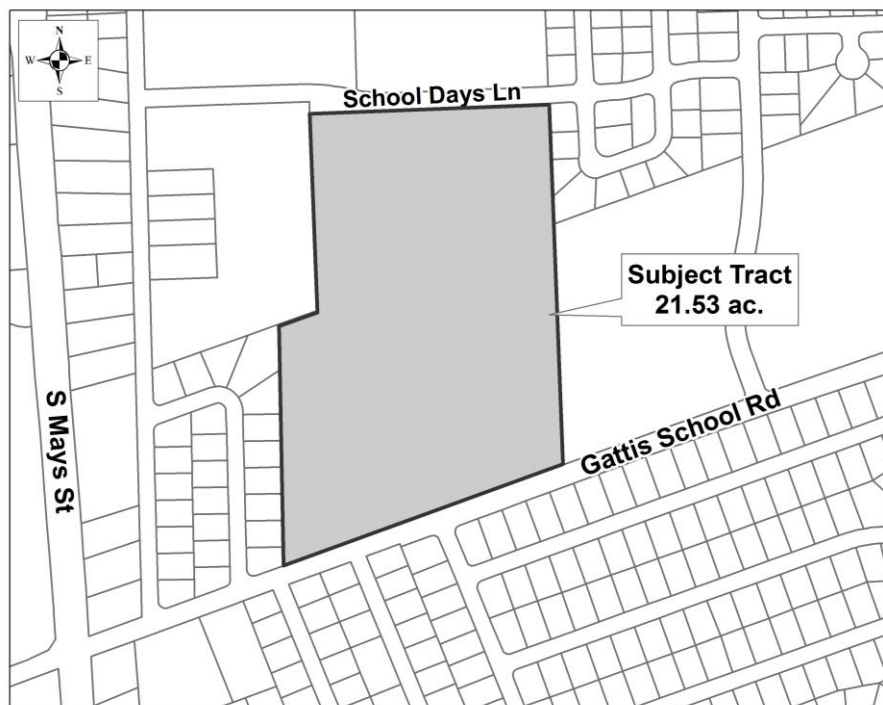 N
W E
S
School Days Ln
Subject Tract
21.53 ac.
S Mays St
Gattis School Rd